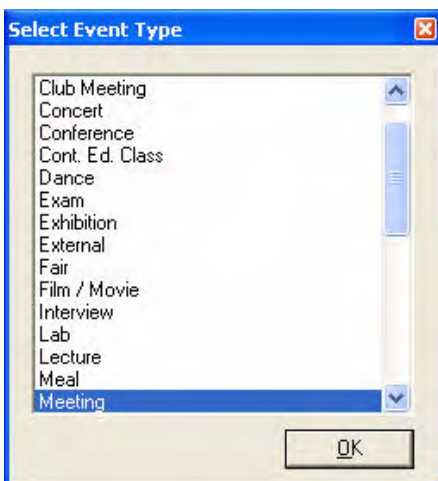 Select Event Type
Club Meeting
Concert
Conference
Cont. Ed. Class
Dance
Exam
Exhibition
External
Fair
Film / Movie
Interview
Lab
Lecture
Meal
Meeting
OK